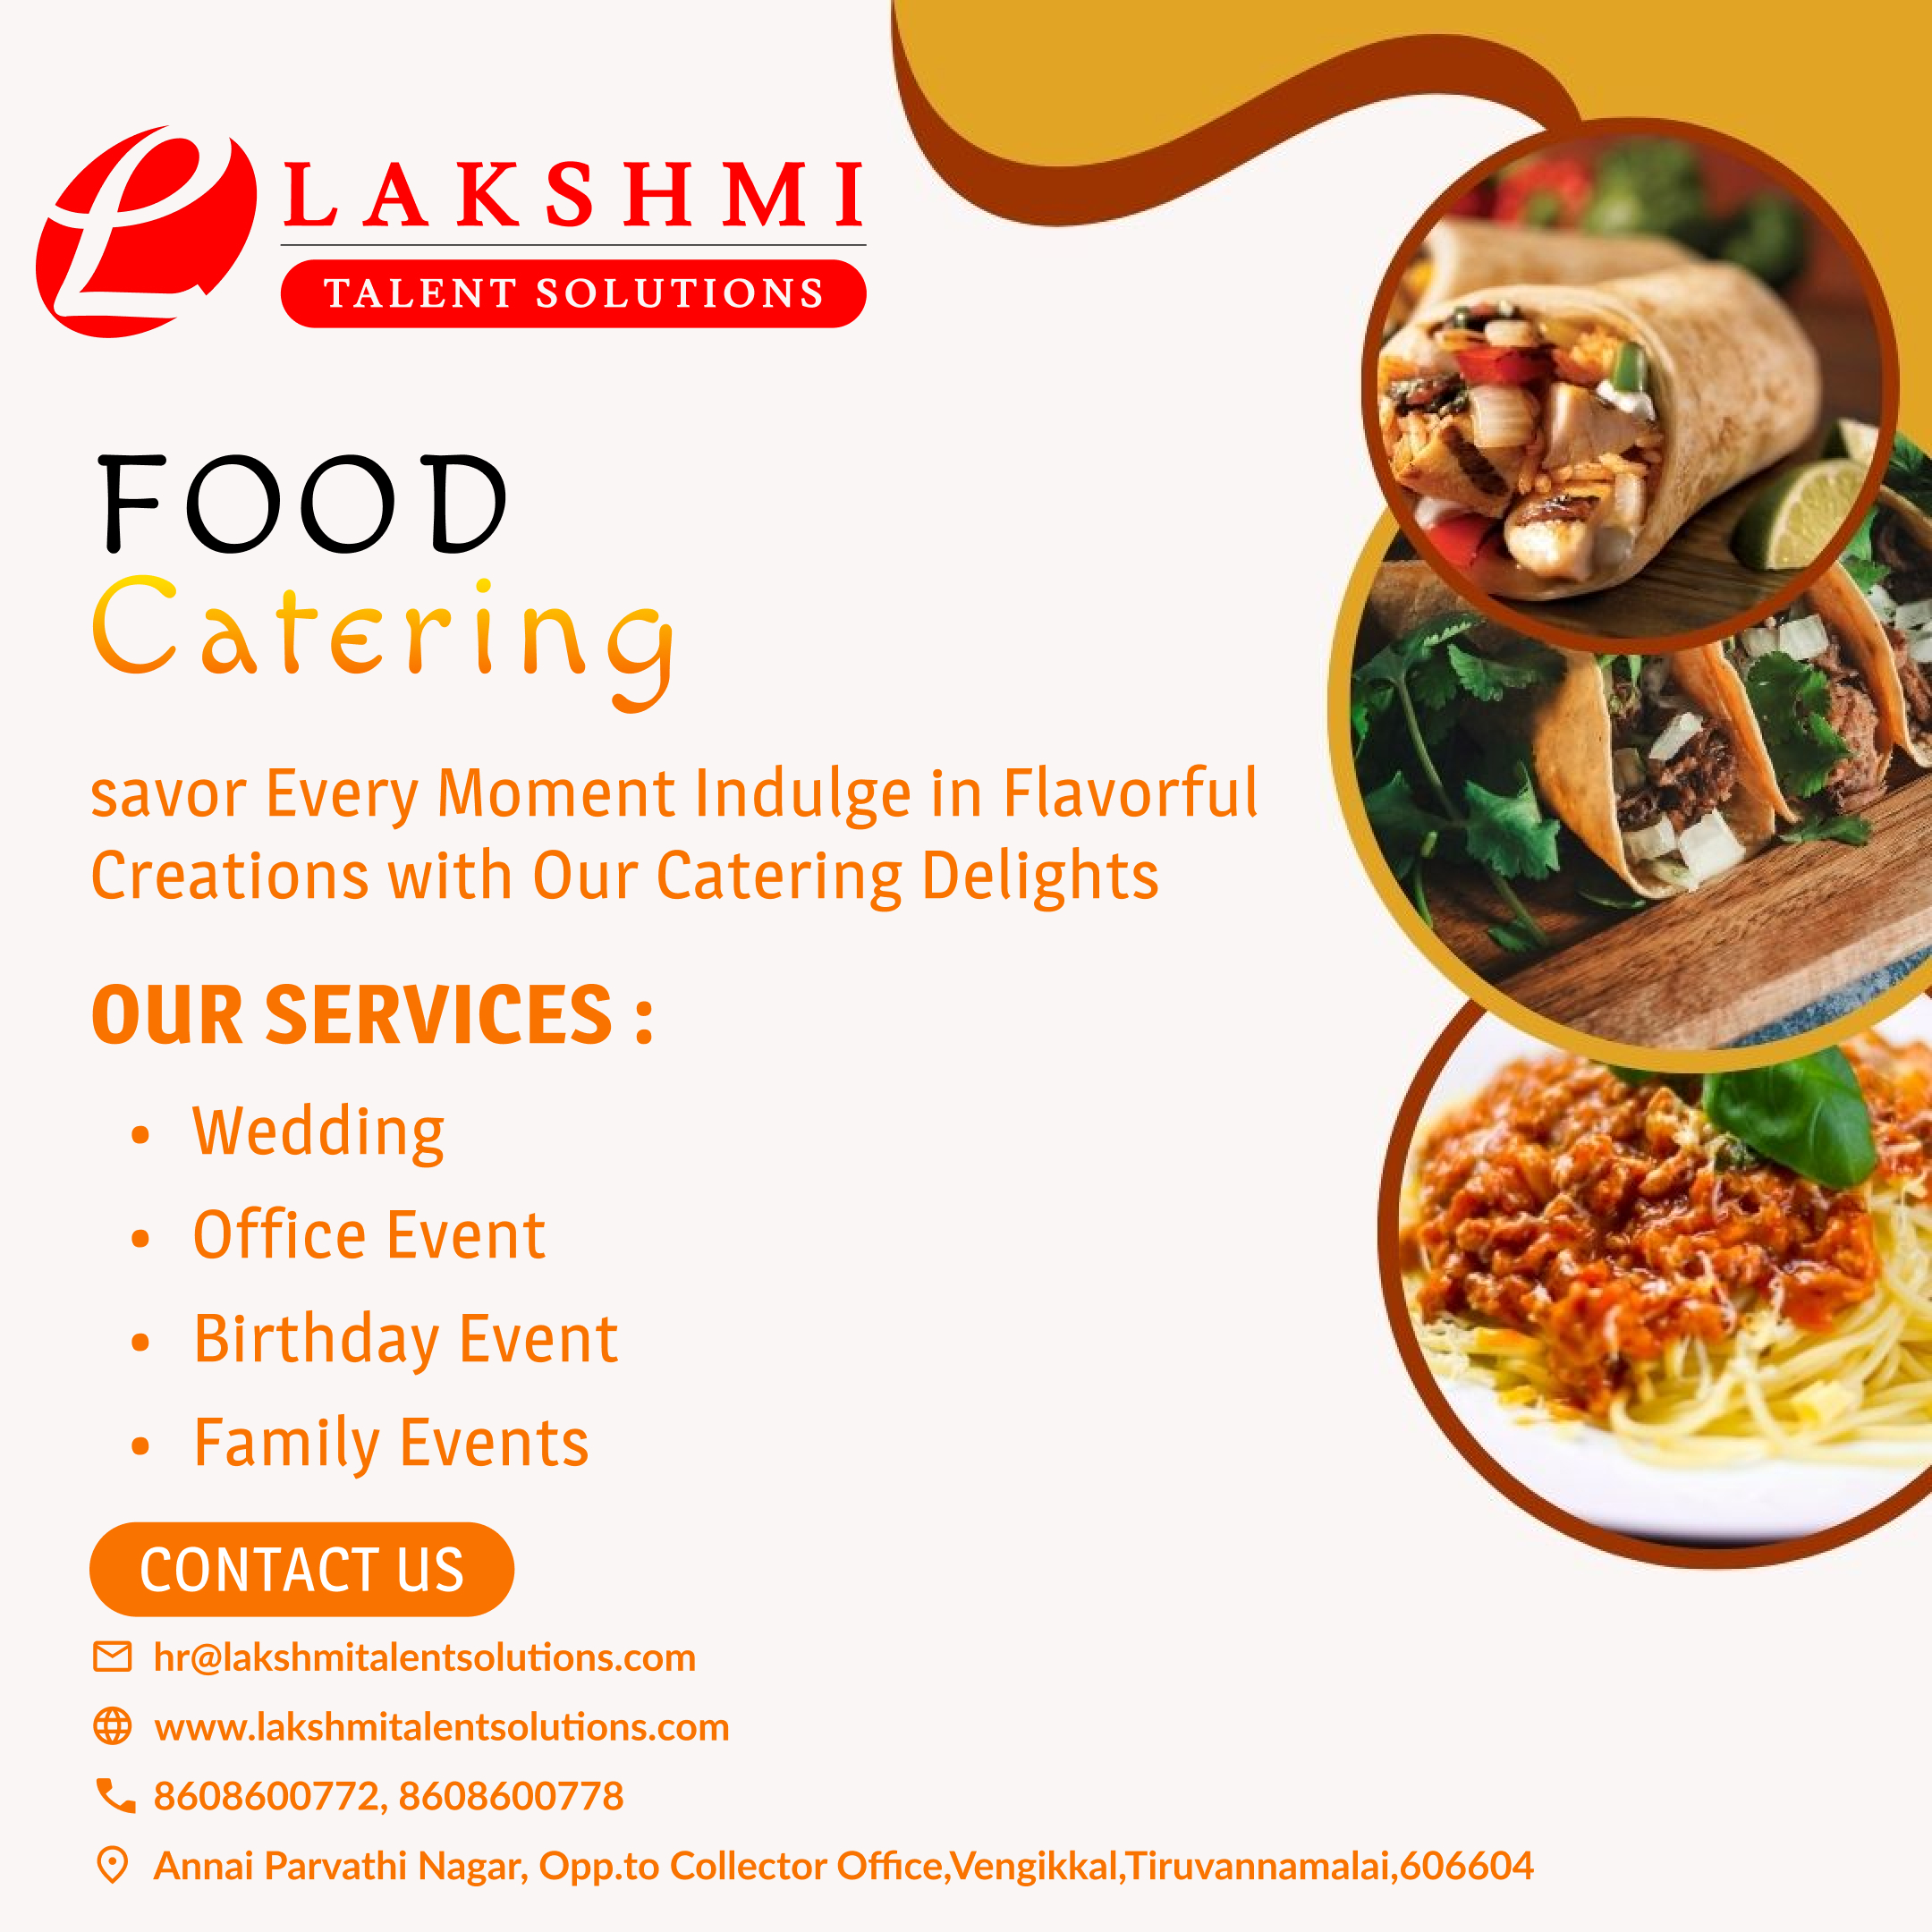 LAKSHMI
TALENT SOLUTIONS
FOOD
Catering
savor Every Moment Indulge in Flavorful
Creations with Our Catering Delights
OUR SERVICES :
• Wedding
• Office Event
• Birthday Event
• Family Events
CONTACT US
hr@lakshmitalentsolutions.com
www.lakshmitalentsolutions.com
8608600772, 8608600778
Annai Parvathi Nagar, Opp.to Collector Office,Vengikkal,Tiruvannamalai,606604